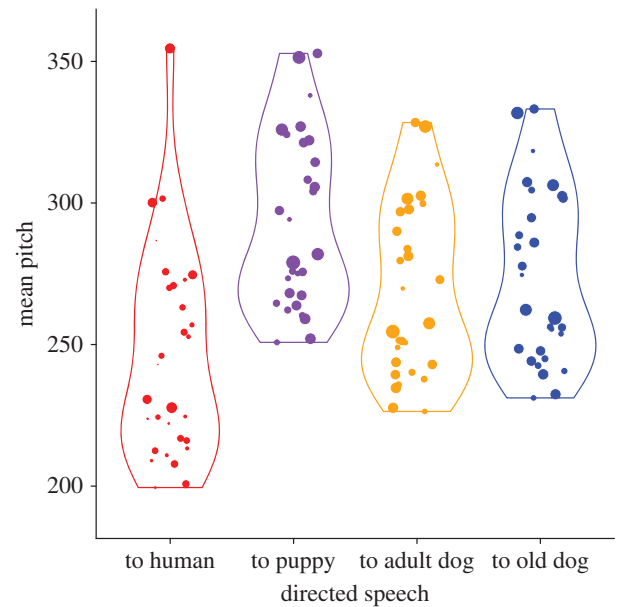 350
300
250
200
mean pitch
to human to puppy to adult dog to old dog
directed speech